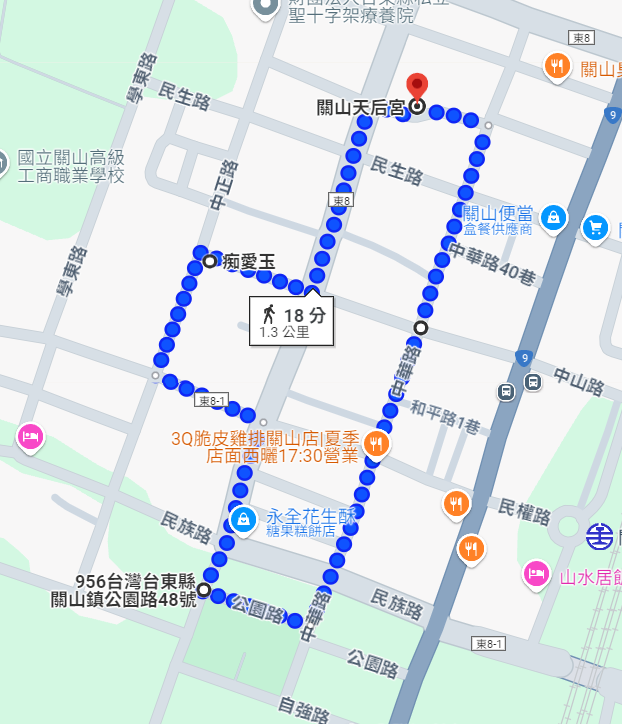 財團法人台東縣私立
聖十字架療養院
東8
關山
學東路
民生路
關山天后宮
9
國立關山高級
工商職業學校
民生路
中正路
東8
關山便當
盒餐供應商
中華路40巷
痴愛玉
學東路
18 分
1.3 公里
中華路
9
中山路
東8-1
和平路1巷
3Q脆皮雞排關山店|夏季
店面西曬17:30營業
永全花生酥
糖果糕餅店
民權路
民族路
山水居
956台灣台東縣
關山鎮公園路48號
公園路
中華路
民族路
東8-1
公園路
自強路